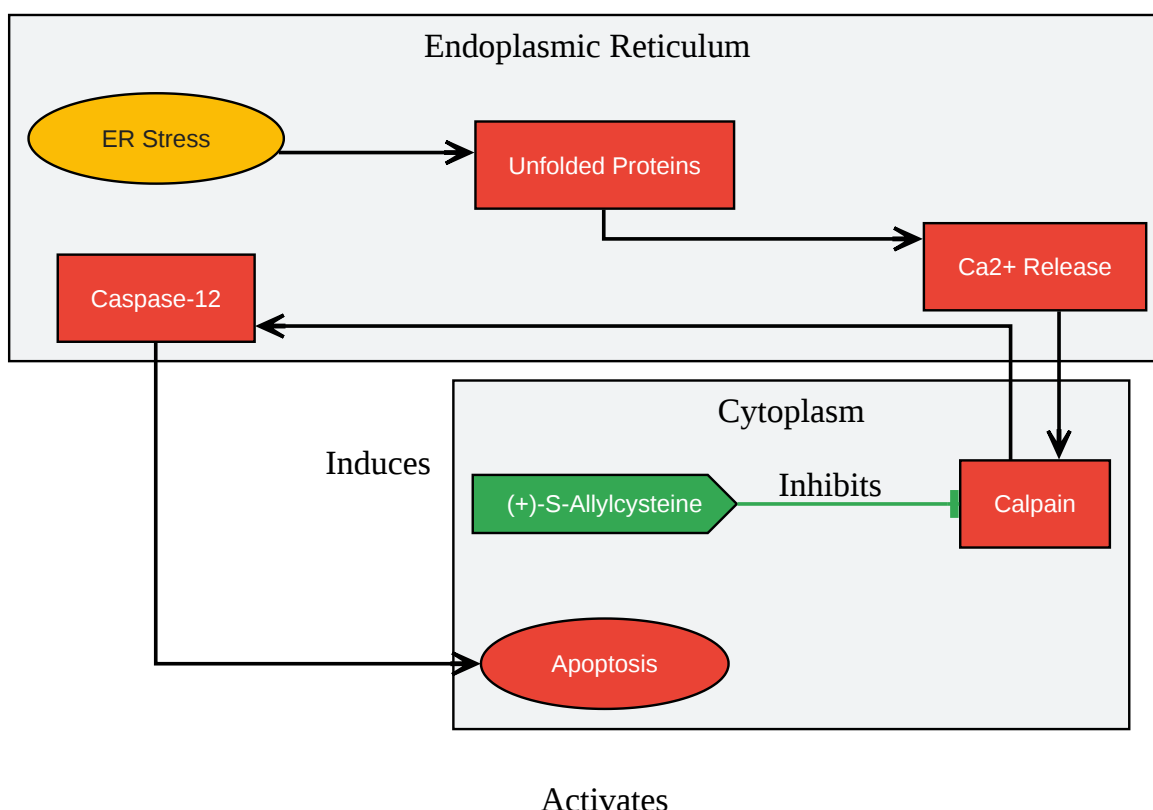 Endoplasmic Reticulum
ER Stress
Unfolded Proteins
Ca2+ Release
Caspase-12
Cytoplasm
Induces
Inhibits
(+)-S-Allylcysteine
Calpain
Apoptosis
Activates